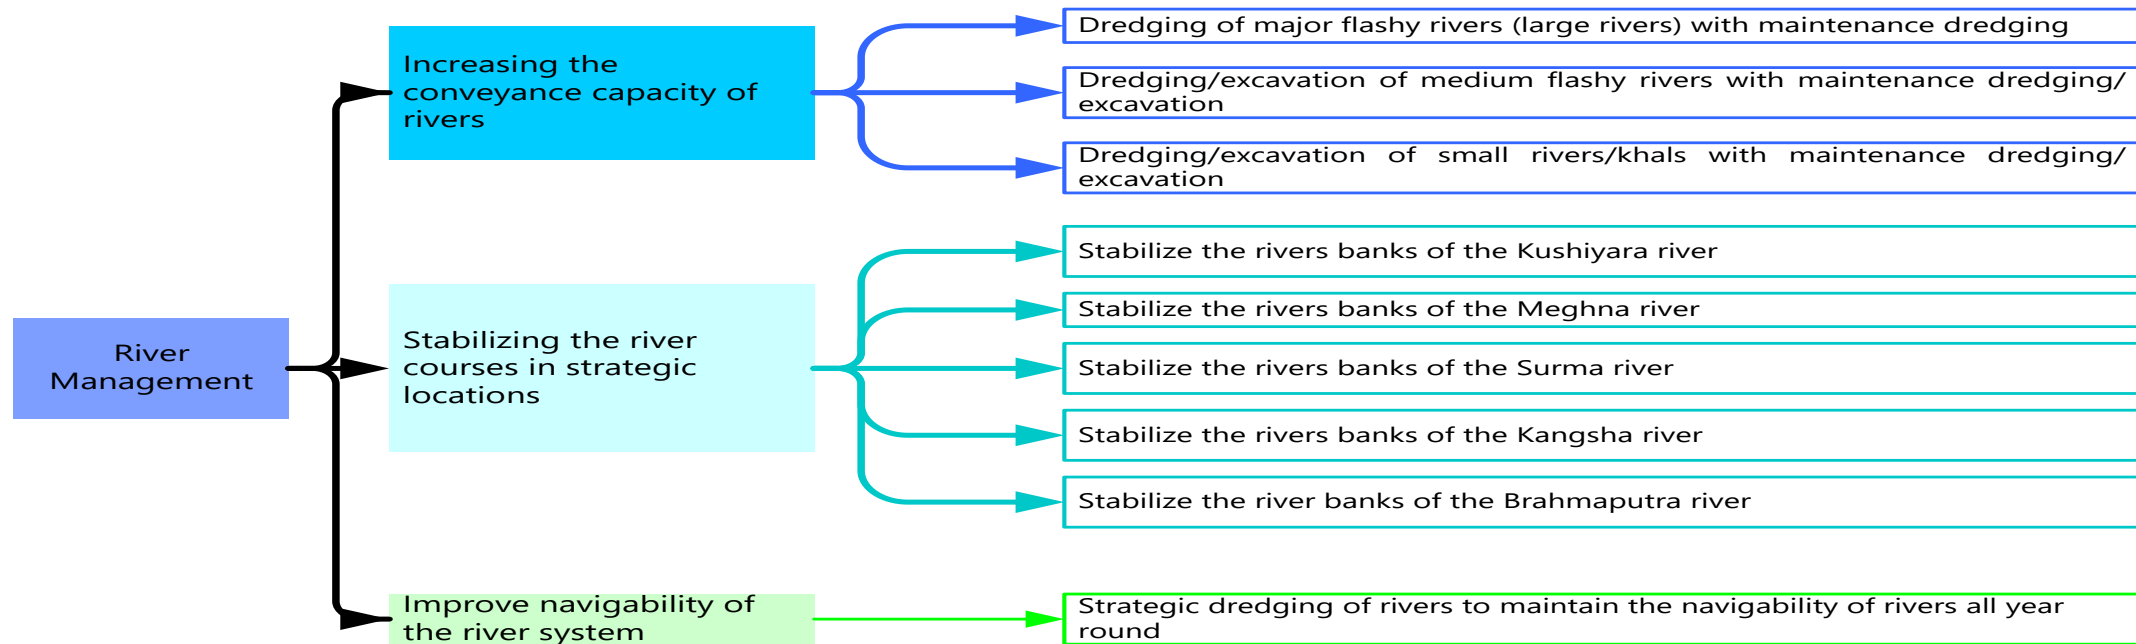 River
Management
Increasing the
conveyance capacity of
rivers
Dredging of major flashy rivers (large rivers) with maintenance dredging
Dredging/excavation of medium flashy rivers with maintenance dredging/
excavation
Dredging/excavation of small rivers/khals with maintenance dredging/
excavation
Stabilizing the river
courses in strategic
locations
Stabilize the rivers banks of the Kushiyara river
Stabilize the rivers banks of the Meghna river
Stabilize the rivers banks of the Surma river
Stabilize the rivers banks of the Kangsha river
Stabilize the river banks of the Brahmaputra river
Improve navigability of
the river system
Strategic dredging of rivers to maintain the navigability of rivers all year
round